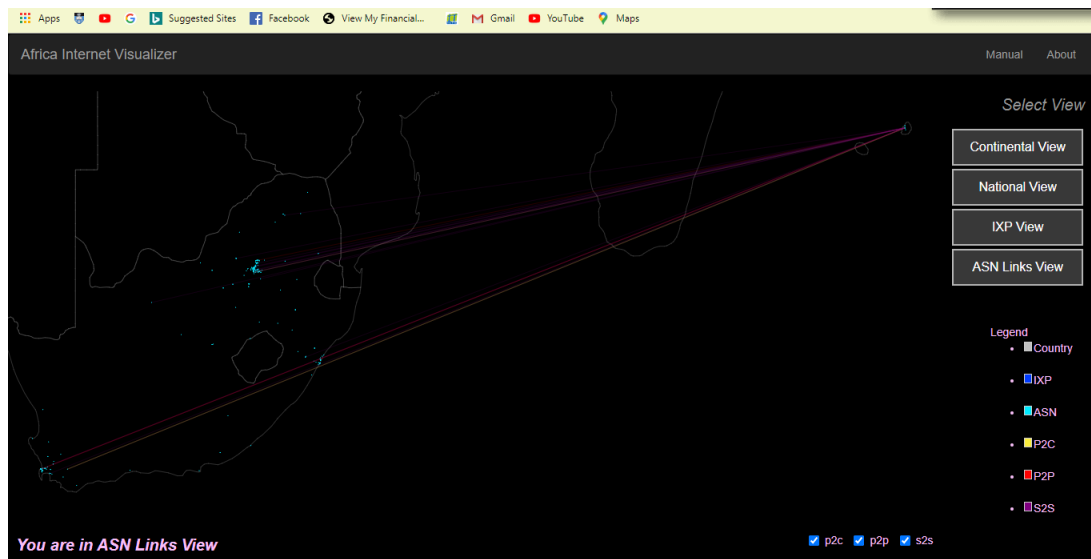 Apps Suggested Sites Facebook View My Financial... Gmail YouTube Maps
Africa Internet Visualizer Manual About
Select View
Continental View
National View
IXP View
ASN Links View
Legend
Country
IXP
ASN
P2C
P2P
S2S
You are in ASN Links View p2c p2p s2s